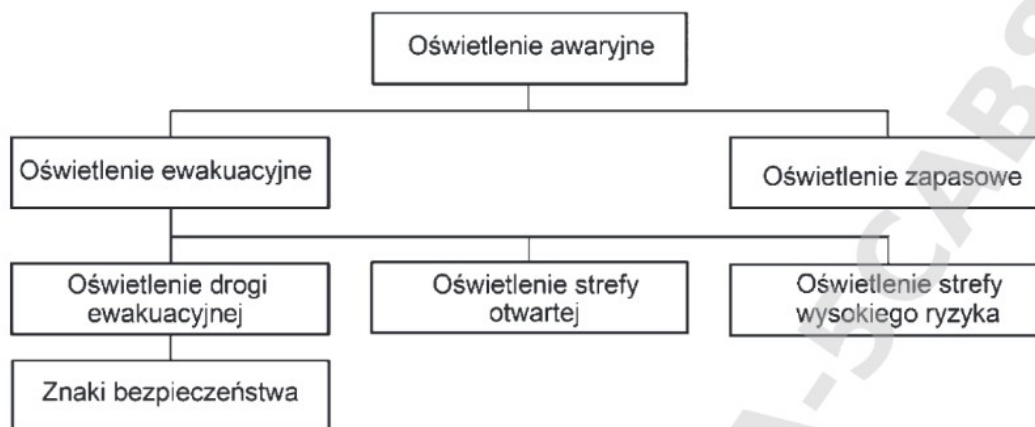 Oświetlenie awaryjne
Oświetlenie ewakuacyjne
Oświetlenie zapasowe
Oświetlenie drogi
ewakuacyjnej
Oświetlenie strefy
otwartej
Oświetlenie strefy
wysokiego ryzyka
Znaki bezpieczeństwa